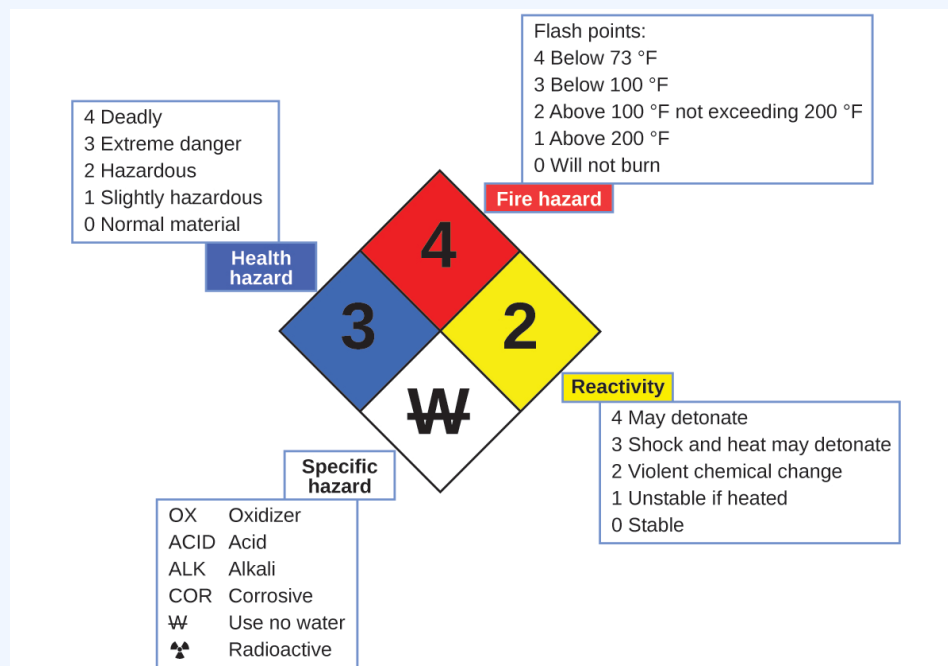 Flash points:
4 Below 73 °F
3 Below 100 °F
2 Above 100 °F not exceeding 200 °F
1 Above 200 °F
0 Will not burn
Fire hazard
4 Deadly
3 Extreme danger
2 Hazardous
1 Slightly hazardous
0 Normal material
Health
hazard
4
3
2
W̶
Reactivity
4 May detonate
3 Shock and heat may detonate
2 Violent chemical change
1 Unstable if heated
0 Stable
Specific
hazard
OX Oxidizer
ACID Acid
ALK Alkali
COR Corrosive
W̶ Use no water
☢ Radioactive